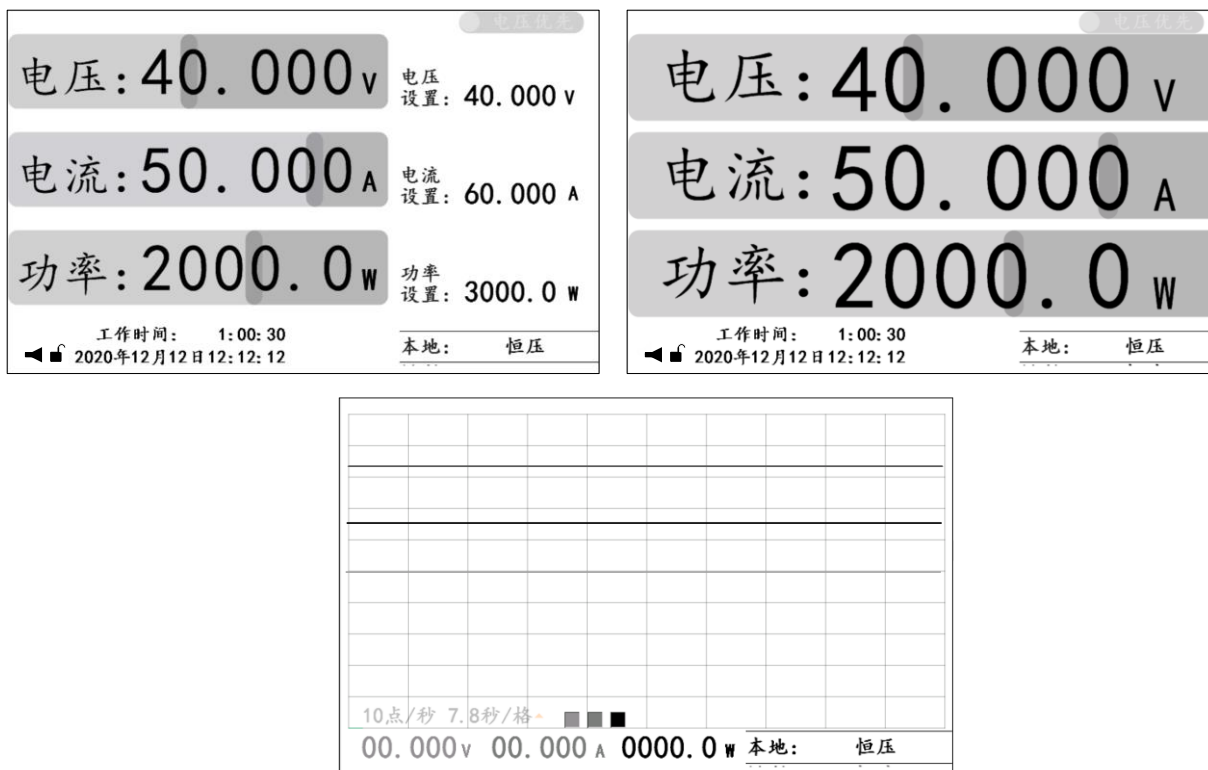 电压优先
电压: 40.000 V
电压
设置: 40.000 V
电流: 50.000 A
电流
设置: 60.000 A
功率: 2000.0 W
功率
设置: 3000.0 W
工作时间: 1:00:30
2020年12月12日12:12:12
本地: 恒压
电压优先
电压: 40.000 V
电流: 50.000 A
功率: 2000.0 W
工作时间: 1:00:30
2020年12月12日12:12:12
本地: 恒压
10点/秒 7.8秒/格
00.000 V 00.000 A 0000.0 W 本地: 恒压